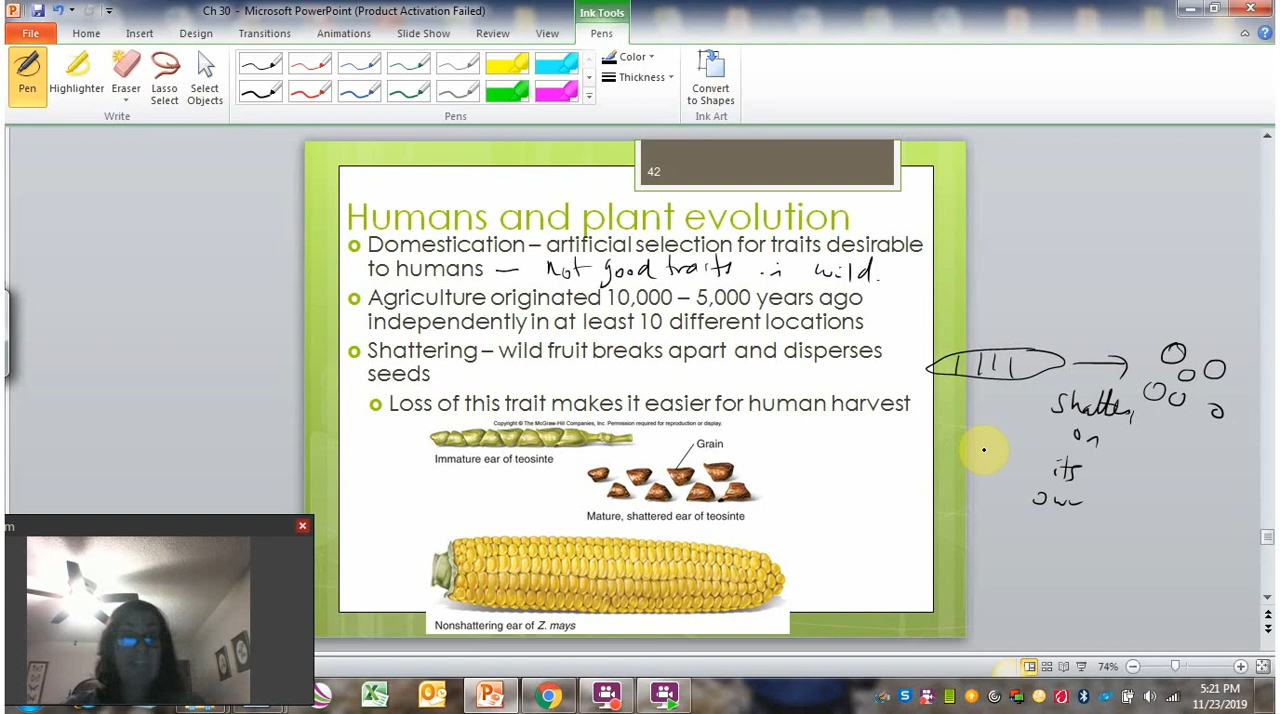 Ch 30 - Microsoft PowerPoint (Product Activation Failed)
Ink Tools
File
Home
Insert
Design
Transitions
Animations
Slide Show
Review
View
Pens
Pen
Highlighter
Eraser
Lasso Select
Select Objects
Color
Thickness
Convert to Shapes
Write
Pens
Ink Art
42
Humans and plant evolution
Domestication – artificial selection for traits desirable
to humans — not good traits in wild.
Agriculture originated 10,000 – 5,000 years ago
independently in at least 10 different locations
Shattering – wild fruit breaks apart and disperses
seeds
Loss of this trait makes it easier for human harvest
Copyright © The McGraw-Hill Companies, Inc. Permission required for reproduction or display.
Immature ear of teosinte
Grain
Mature, shattered ear of teosinte
Nonshattering ear of Z. mays
on
its
own
m
74%
5:21 PM
11/23/2019